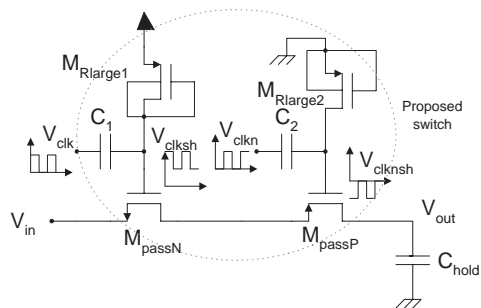 M_Rlarge1
M_Rlarge2
Proposed
switch
C_1
C_2
V_clk
V_clksh
V_clkn
V_clknsh
V_in
V_out
M_passN
M_passP
C_hold